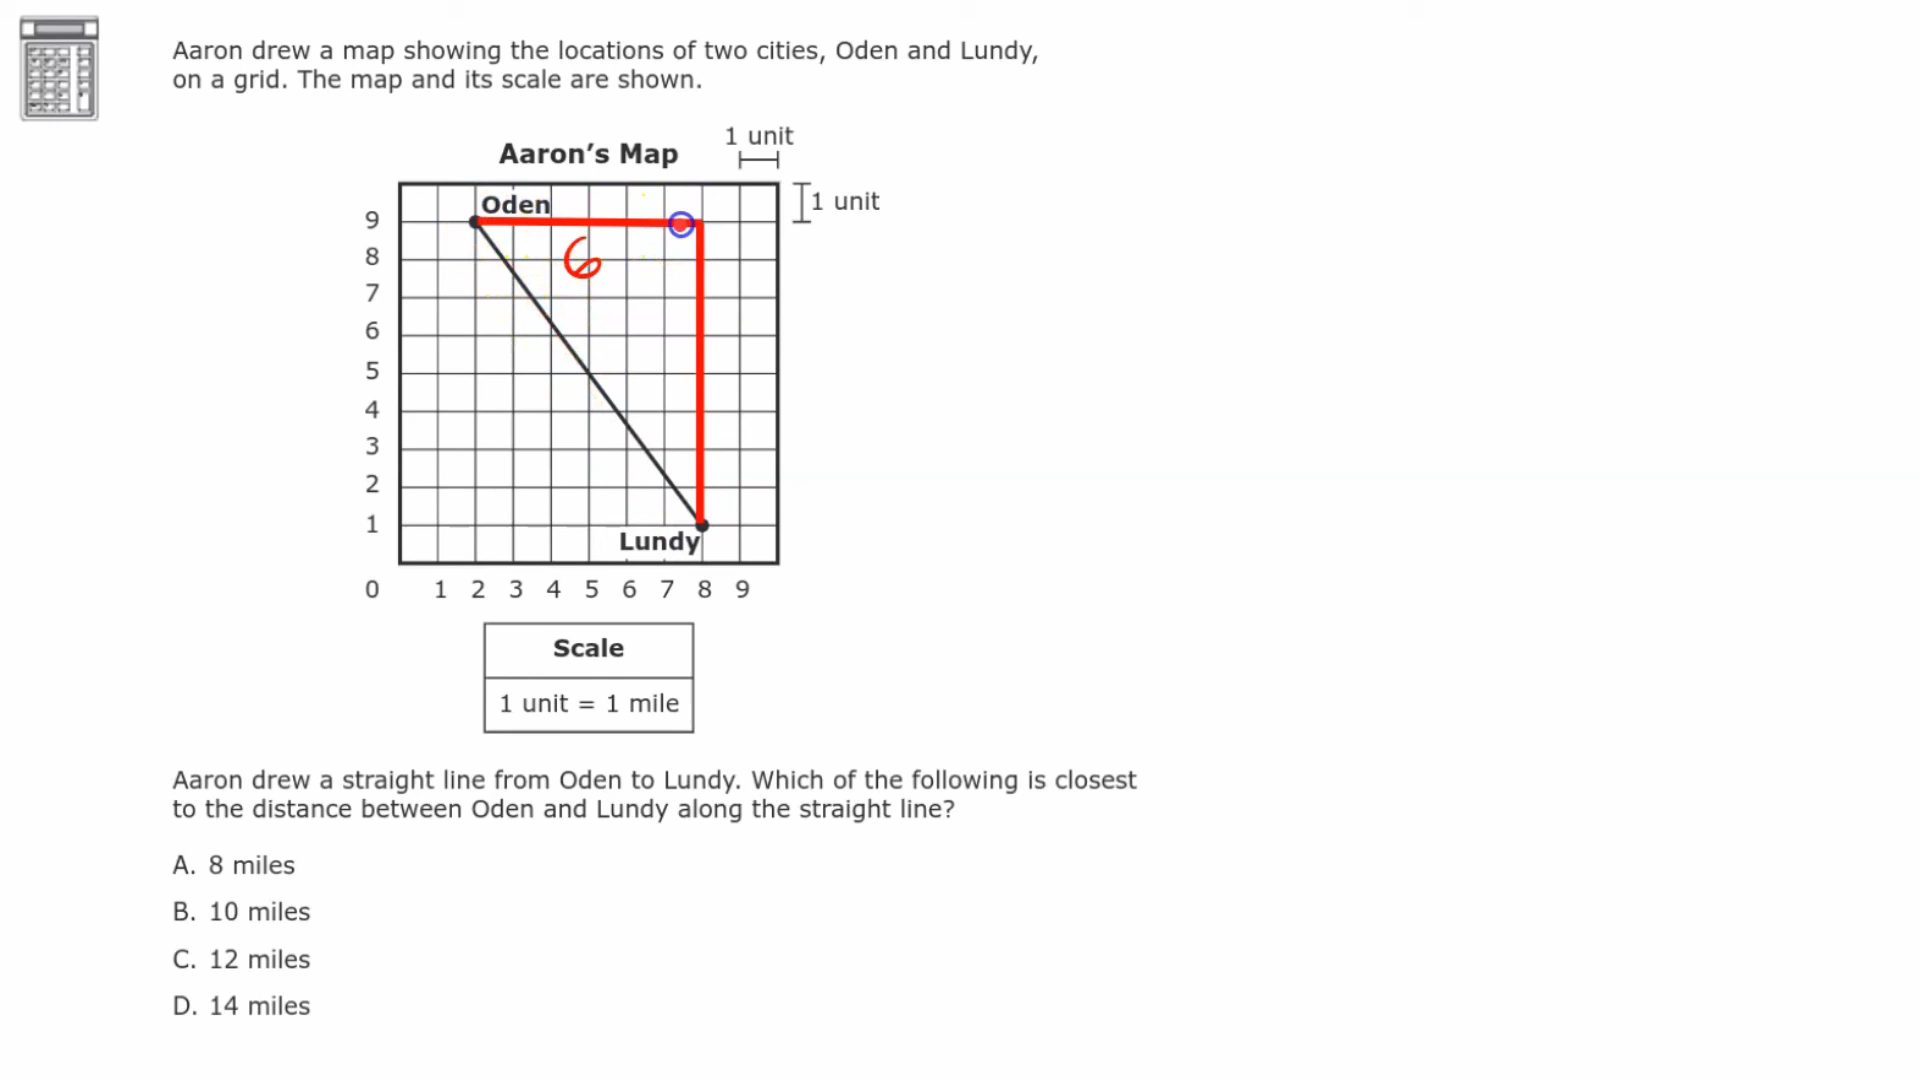 Aaron drew a map showing the locations of two cities, Oden and Lundy,
on a grid. The map and its scale are shown.
1 unit
Aaron’s Map
1 unit
Oden
9
8
7
6
5
4
3
2
1
6
Lundy
0 1 2 3 4 5 6 7 8 9
Scale
1 unit = 1 mile
Aaron drew a straight line from Oden to Lundy. Which of the following is closest
to the distance between Oden and Lundy along the straight line?
A. 8 miles
B. 10 miles
C. 12 miles
D. 14 miles